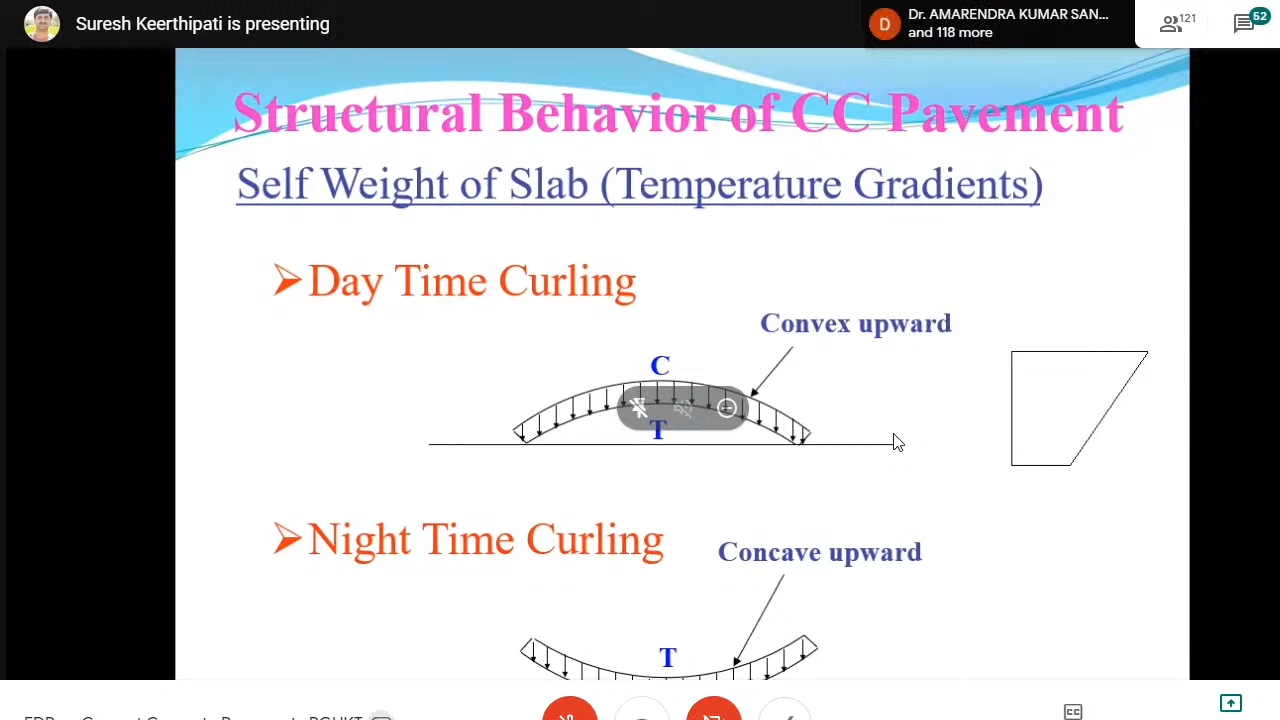 Suresh Keerthipati is presenting
Dr. AMARENDRA KUMAR SAN...
and 118 more
121
52
Structural Behavior of CC Pavement
Self Weight of Slab (Temperature Gradients)
Day Time Curling
Convex upward
C
T
Night Time Curling
Concave upward
T
CC
D